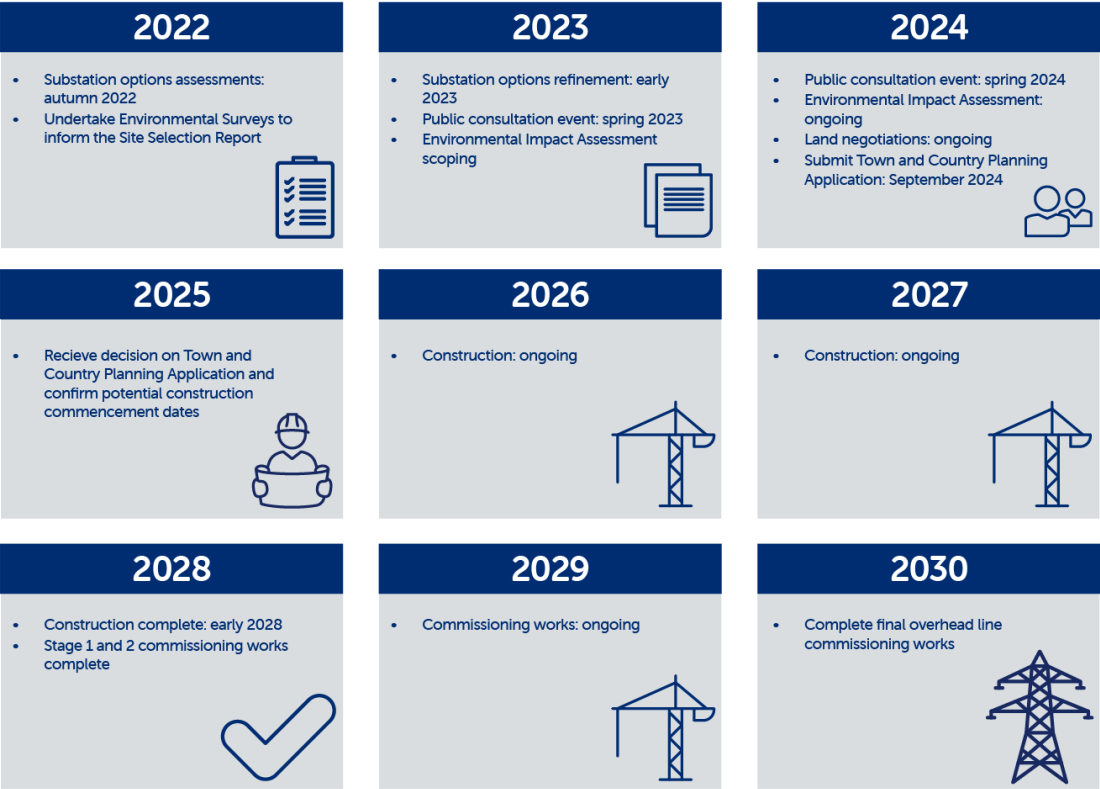 2022
• Substation options assessments:
autumn 2022
• Undertake Environmental Surveys to
inform the Site Selection Report
2023
• Substation options refinement: early
2023
• Public consultation event: spring 2023
• Environmental Impact Assessment
scoping
2024
• Public consultation event: spring 2024
• Environmental Impact Assessment:
ongoing
• Land negotiations: ongoing
• Submit Town and Country Planning
Application: September 2024
2025
• Recieve decision on Town and
Country Planning Application and
confirm potential construction
commencement dates
2026
• Construction: ongoing
2027
• Construction: ongoing
2028
• Construction complete: early 2028
• Stage 1 and 2 commissioning works
complete
2029
• Commissioning works: ongoing
2030
• Complete final overhead line
commissioning works